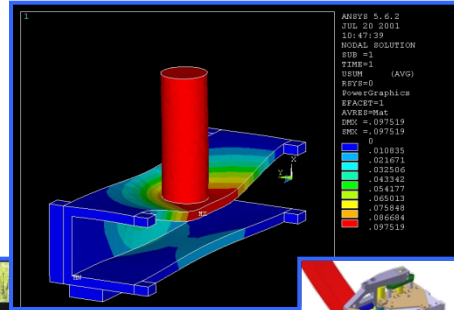 1
ANSYS 5.6.2
JUL 20 2001
10:47:39
NODAL SOLUTION
SUB =1
TIME=1
USUM (AVG)
RSYS=0
PowerGraphics
EFACET=1
AVRES=Mat
DMX =.097519
SMX =.097519
0
.010835
.021671
.032506
.043342
.054177
.065013
.075848
.086684
.097519
X
Y
MX